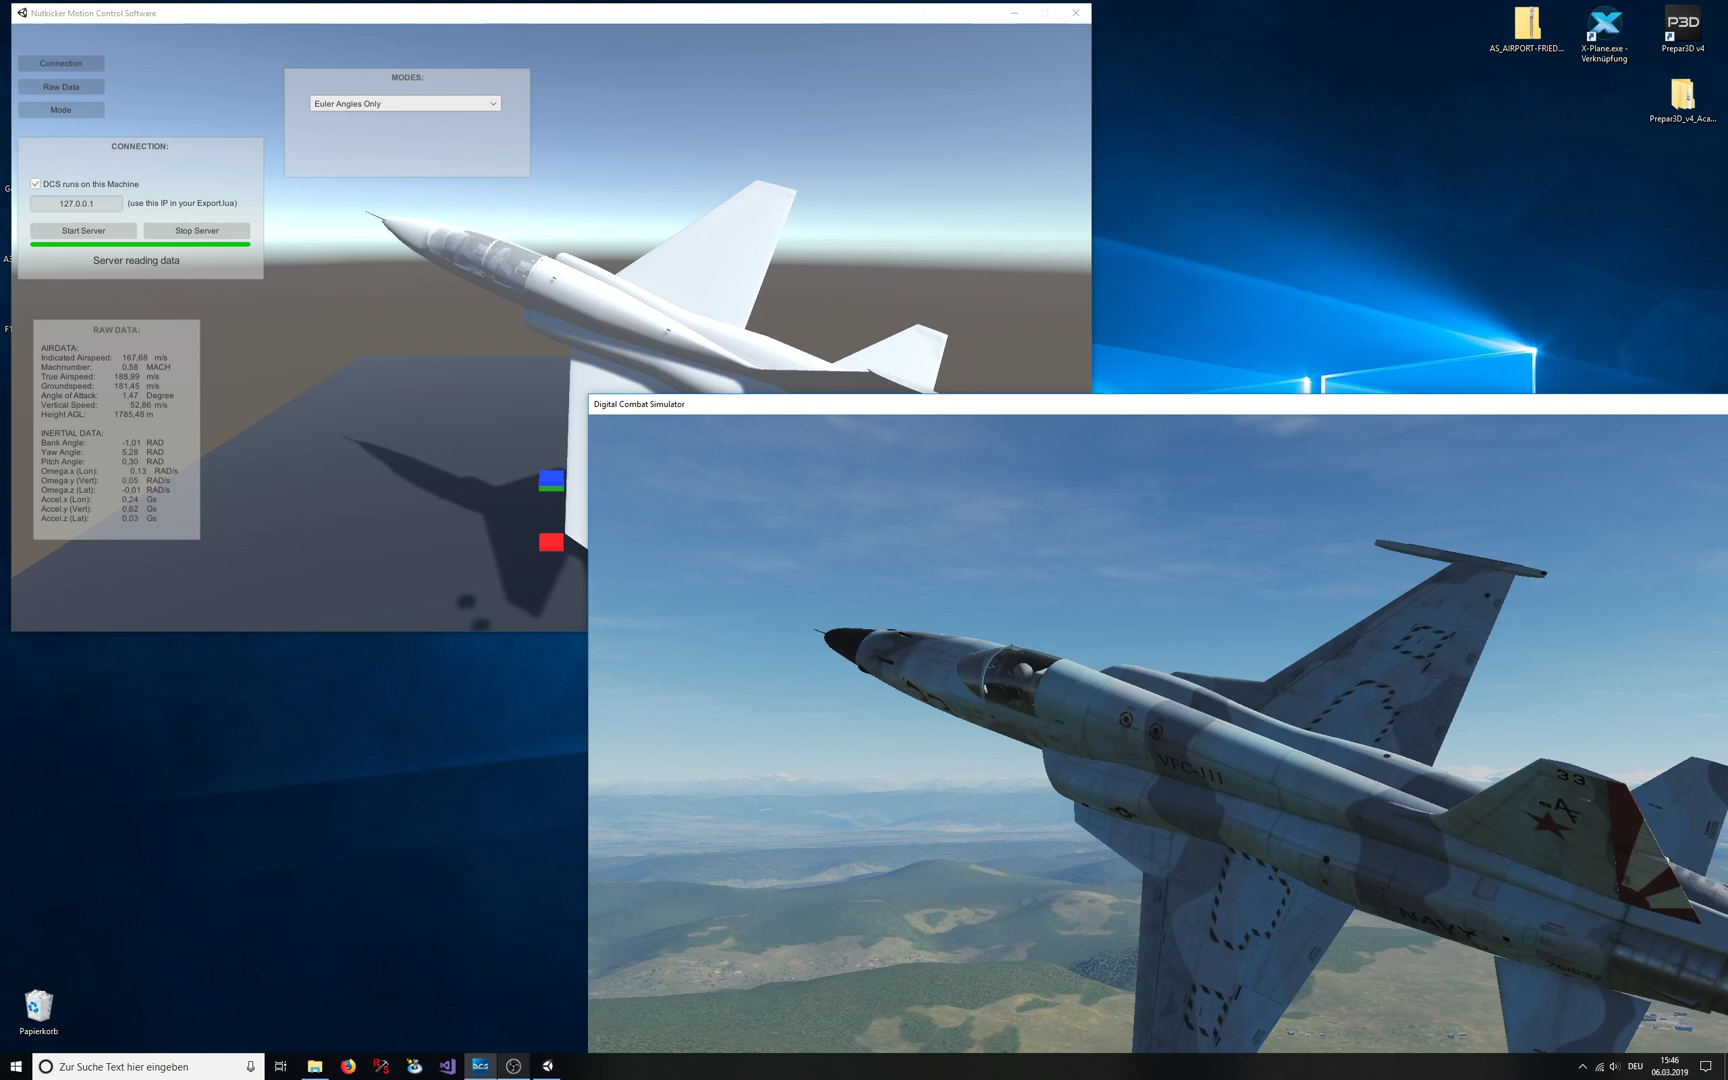 Nutkicker Motion Control Software
Connection
Raw Data
Mode
MODES:
Euler Angles Only
CONNECTION:
DCS runs on this Machine
127.0.0.1 (use this IP in your Export.lua)
Start Server Stop Server
Server reading data
RAW DATA:
AIRDATA:
Indicated Airspeed: 167,68 m/s
Machnumber: 0,58 MACH
True Airspeed: 188,99 m/s
Groundspeed: 181,45 m/s
Angle of Attack: 1,47 Degree
Vertical Speed: 52,86 m/s
Height AGL: 1785,48 m
INERTIAL DATA:
Bank Angle: -1,01 RAD
Yaw Angle: 5,28 RAD
Pitch Angle: 0,30 RAD
Omega.x (Lon): 0,13 RAD/s
Omega.y (Vert): 0,05 RAD/s
Omega.z (Lat): -0,01 RAD/s
Accel.x (Lon): 0,24 Gs
Accel.y (Vert): 0,62 Gs
Accel.z (Lat): 0,03 Gs
AS_AIRPORT-FRIED...
X-Plane.exe -
Verknüpfung
P3D
Prepar3D v4
Prepar3D_v4_Aca...
Digital Combat Simulator
VFC-111
33
A
NAVY
Papierkorb
Zur Suche Text hier eingeben
DCS
DEU
15:46
06.03.2019